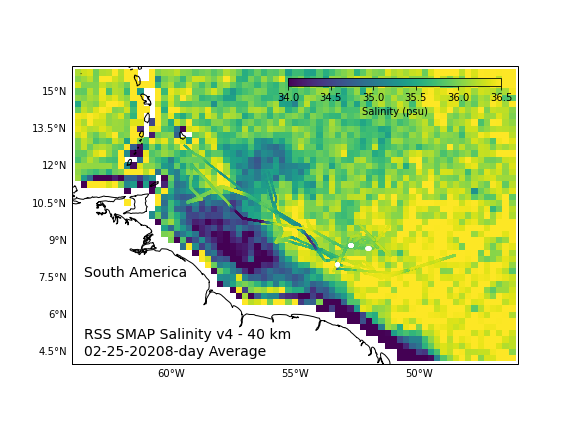 34.0 34.5 35.0 35.5 36.0 36.5
Salinity (psu)
15°N
13.5°N
12°N
10.5°N
9°N
7.5°N
6°N
4.5°N
South America
RSS SMAP Salinity v4 - 40 km
02-25-20208-day Average
60°W 55°W 50°W